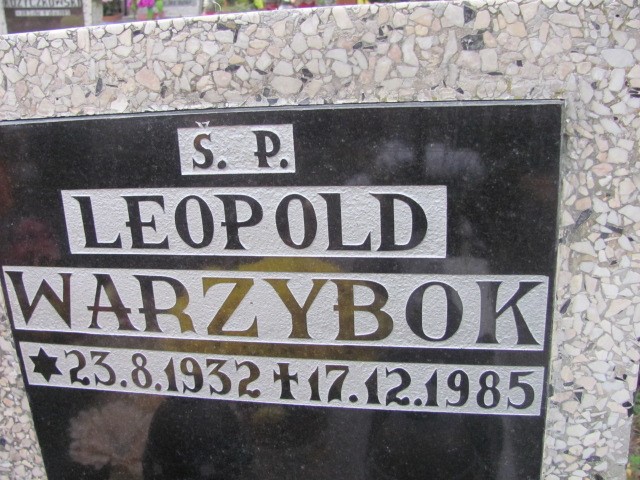 Ś. P.
LEOPOLD
WARZYBOK
✶23.8.1932 ✝17.12.1985